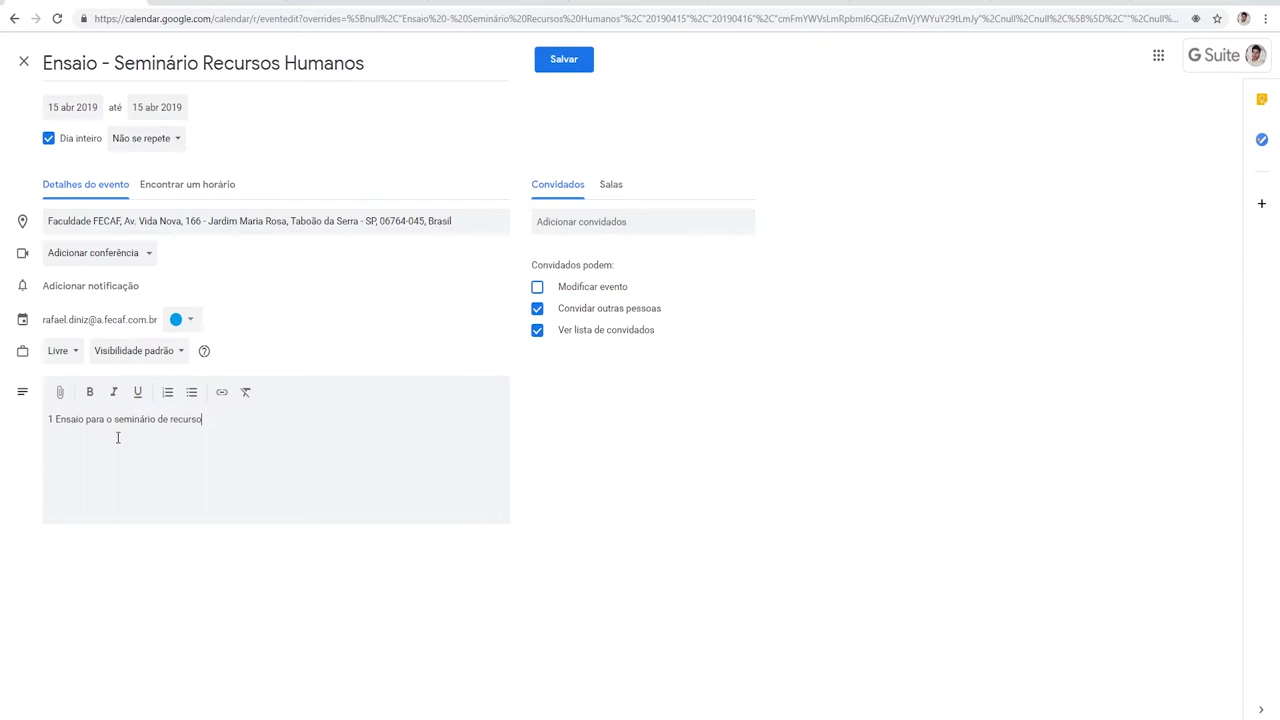 https://calendar.google.com/calendar/r/eventedit?overrides=%5Bnull%2C"Ensaio%20-%20Seminário%20Recursos%20Humanos"%2C"20190415"%2C"20190416"%2C"cmFmYWVsLmRpbml6QGEuZmVjYWYuY29tLmJy"%2Cnull%2Cnull%2C%5B%5D%2C""%2Cnull%...
Ensaio - Seminário Recursos Humanos
Salvar
G Suite
15 abr 2019 até 15 abr 2019
Dia inteiro Não se repete
Detalhes do evento Encontrar um horário
Convidados Salas
Faculdade FECAF, Av. Vida Nova, 166 - Jardim Maria Rosa, Taboão da Serra - SP, 06764-045, Brasil
Adicionar convidados
Adicionar conferência
Convidados podem:
Adicionar notificação
Modificar evento
Convidar outras pessoas
rafael.diniz@a.fecaf.com.br
Ver lista de convidados
Livre Visibilidade padrão
B I U
1 Ensaio para o seminário de recurso